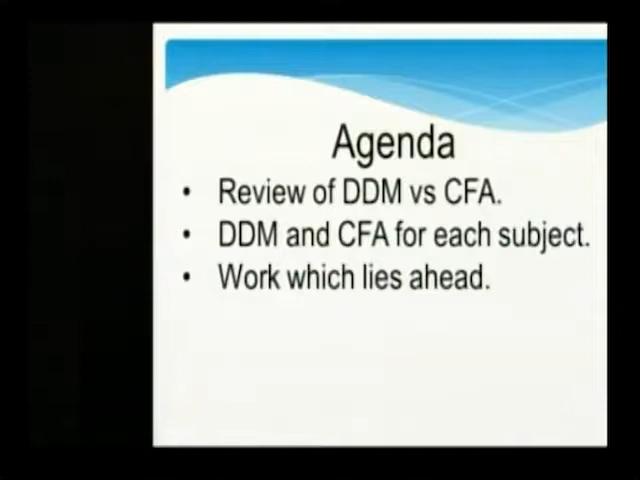 Agenda
• Review of DDM vs CFA.
• DDM and CFA for each subject.
• Work which lies ahead.